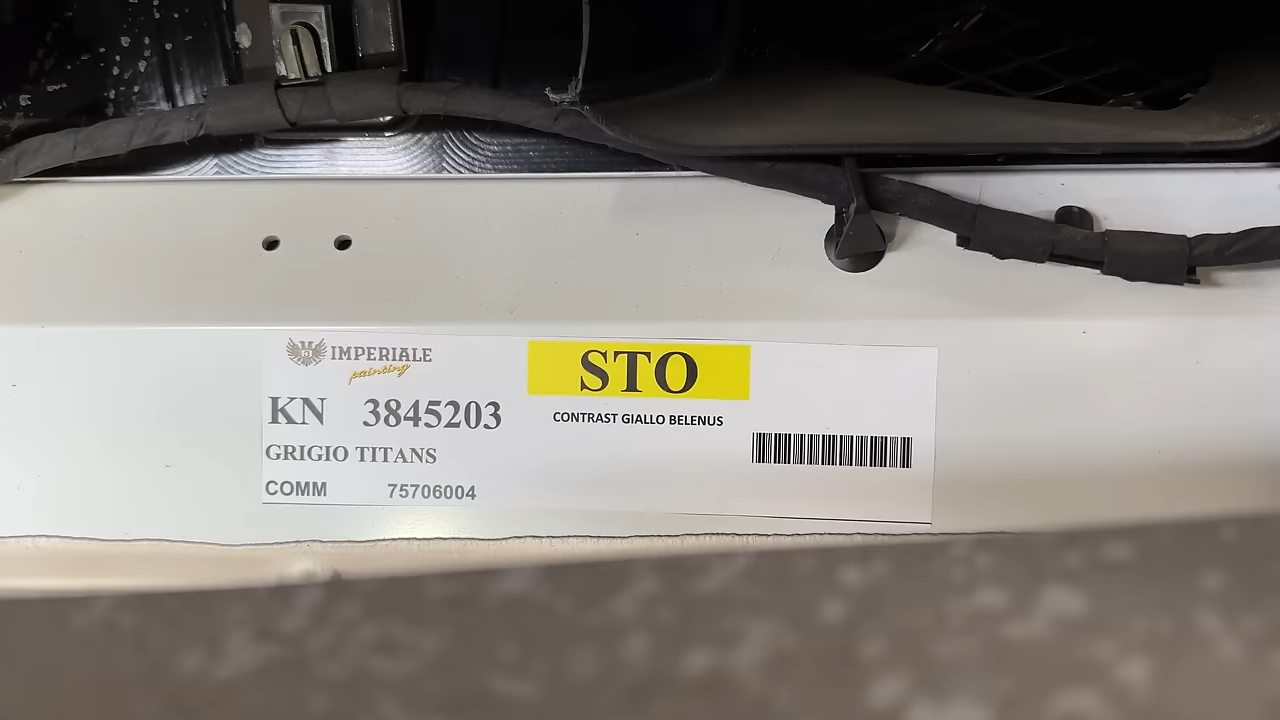 IMPERIALE
painting
STO
KN 3845203
CONTRAST GIALLO BELENUS
GRIGIO TITANS
COMM 75706004